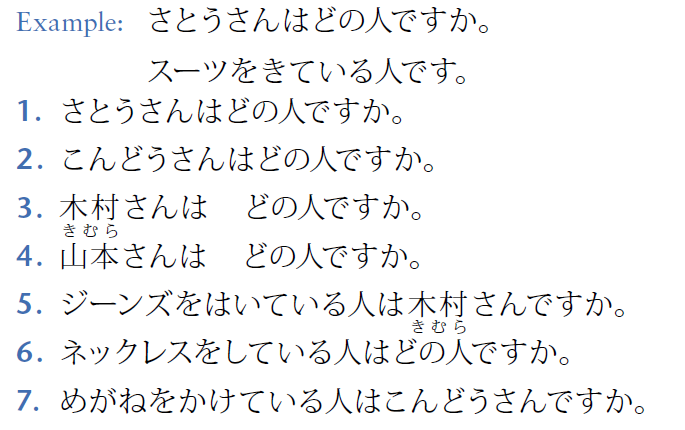 Example: さとうさんはどの人ですか。
スーツをきている人です。
1. さとうさんはどの人ですか。
2. こんどうさんはどの人ですか。
3. 木村さんは どの人ですか。
きむら
4. 山本さんは どの人ですか。
5. ジーンズをはいている人は木村さんですか。
きむら
6. ネックレスをしている人はどの人ですか。
7. めがねをかけている人はこんどうさんですか。